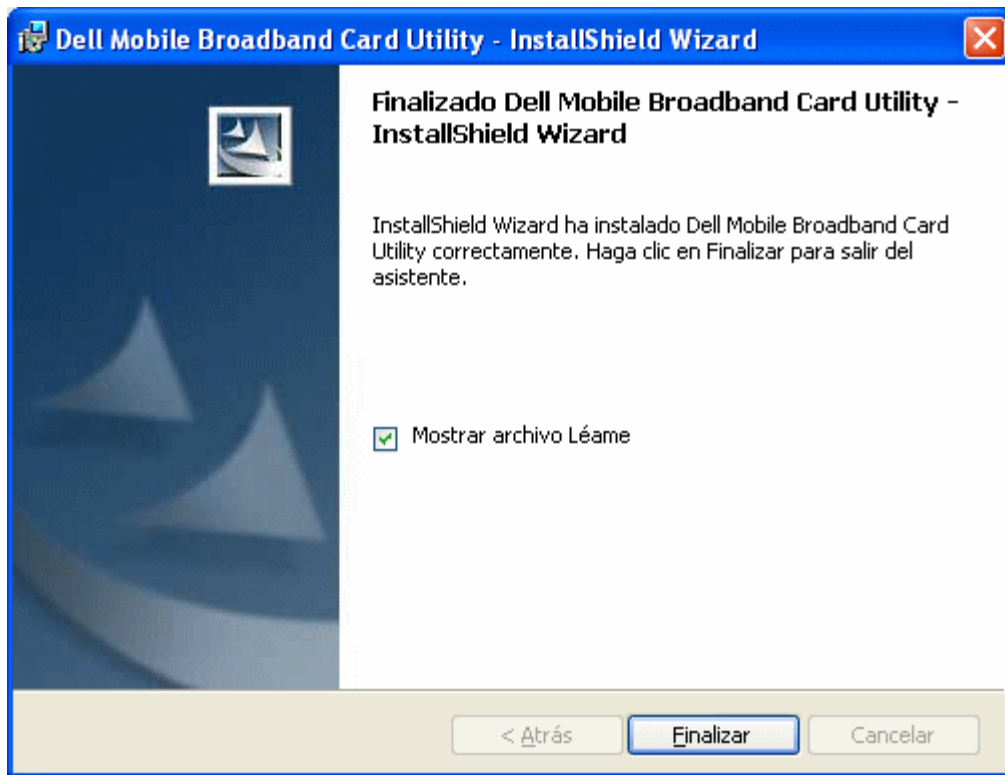 Dell Mobile Broadband Card Utility - InstallShield Wizard
Finalizado Dell Mobile Broadband Card Utility -
InstallShield Wizard
InstallShield Wizard ha instalado Dell Mobile Broadband Card
Utility correctamente. Haga clic en Finalizar para salir del
asistente.
Mostrar archivo Léame
< Atrás
Finalizar
Cancelar